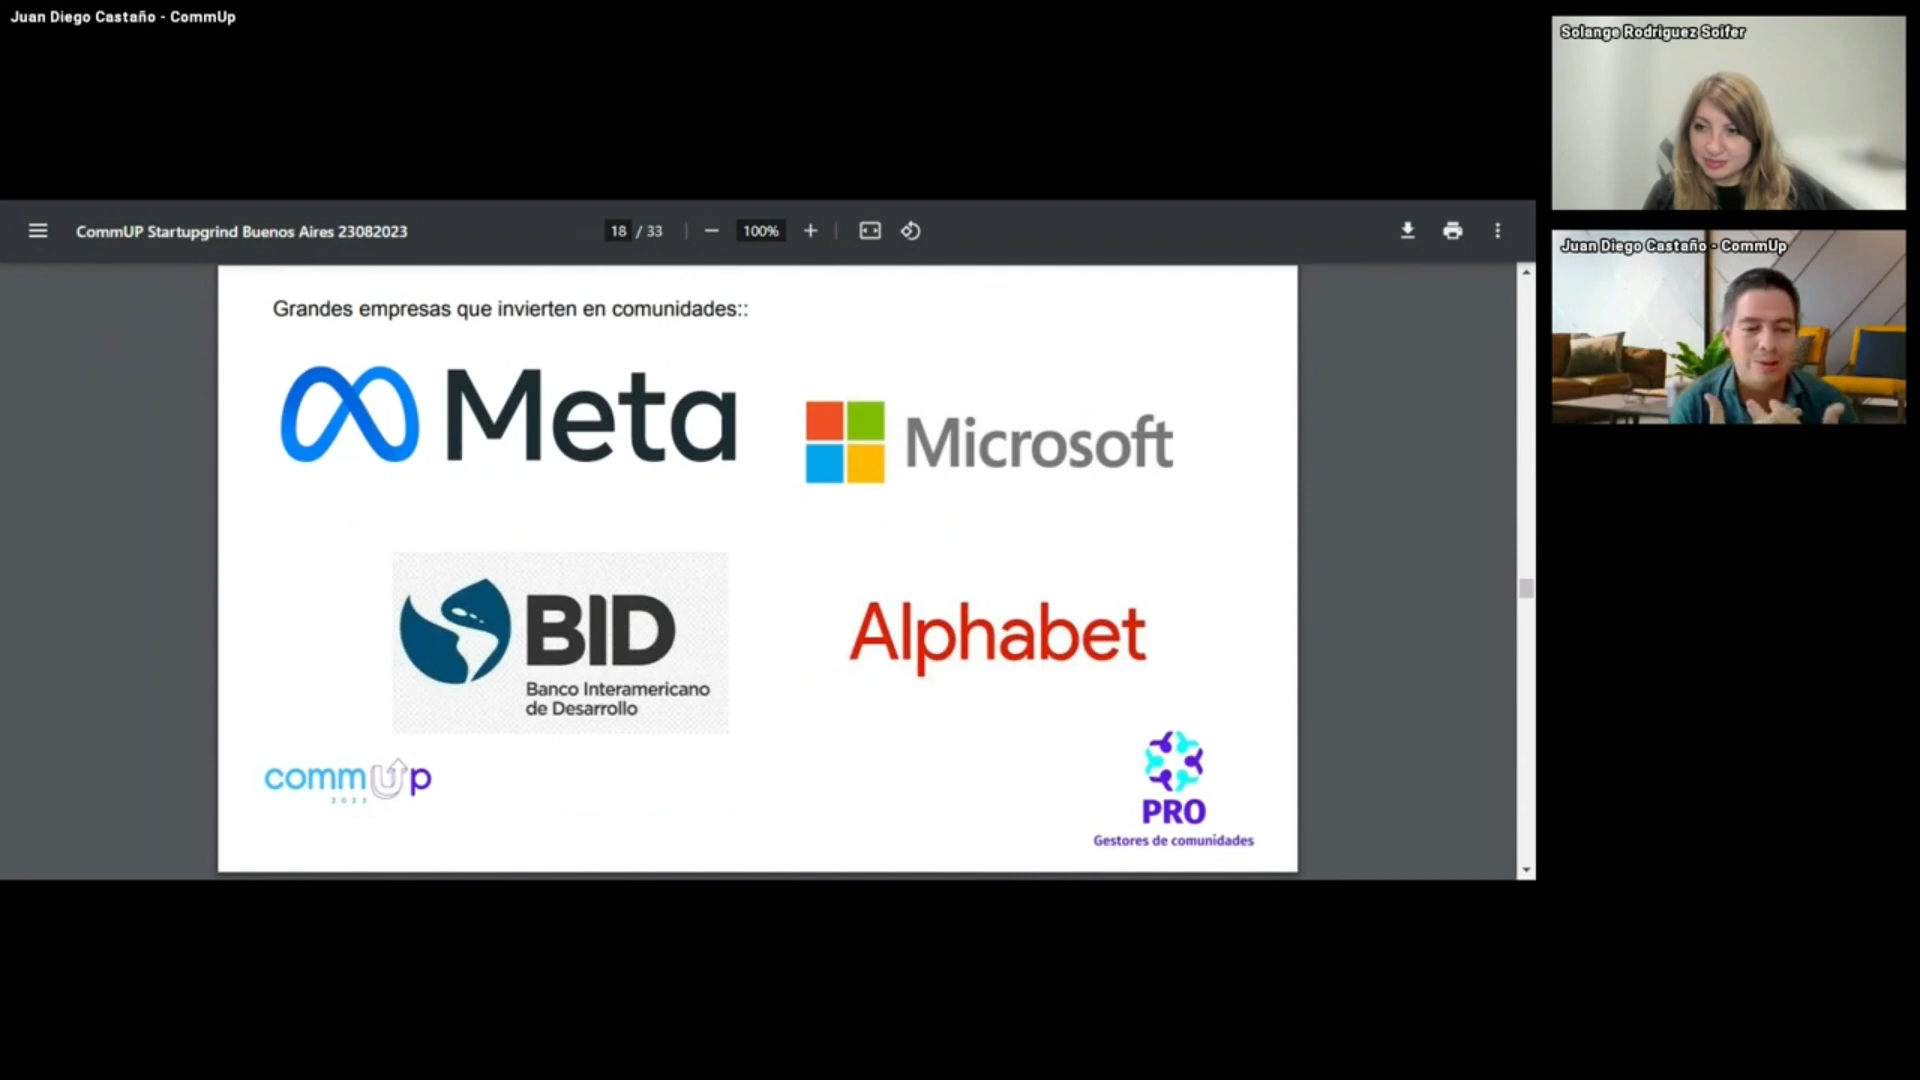 Juan Diego Castaño - CommUp
Solange Rodriguez Soifer
Juan Diego Castaño - CommUp
CommUP Startupgrind Buenos Aires 23082023
18 / 33
100%
Grandes empresas que invierten en comunidades::
Meta
Microsoft
BID
Banco Interamericano
de Desarrollo
Alphabet
commUp
2023
PRO
Gestores de comunidades